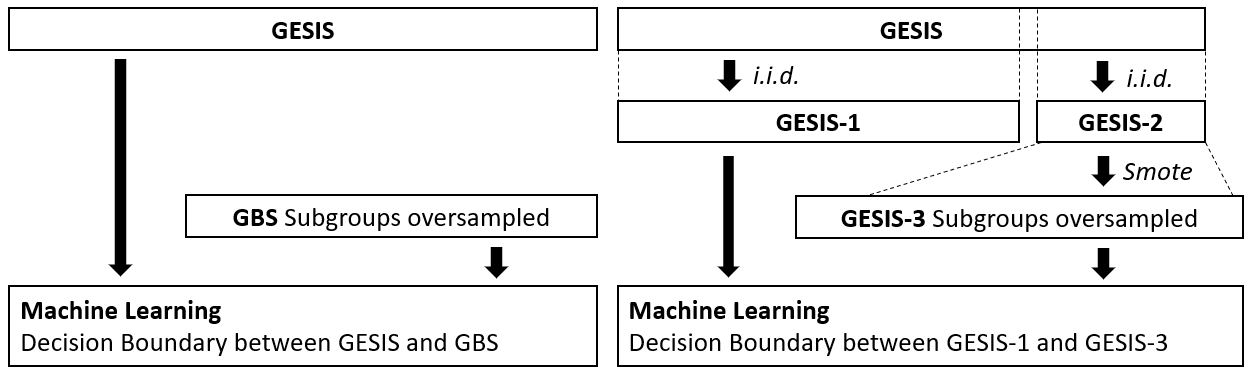 GESIS
GBS Subgroups oversampled
Machine Learning
Decision Boundary between GESIS and GBS
GESIS
i.i.d.
i.i.d.
GESIS-1
GESIS-2
Smote
GESIS-3 Subgroups oversampled
Machine Learning
Decision Boundary between GESIS-1 and GESIS-3